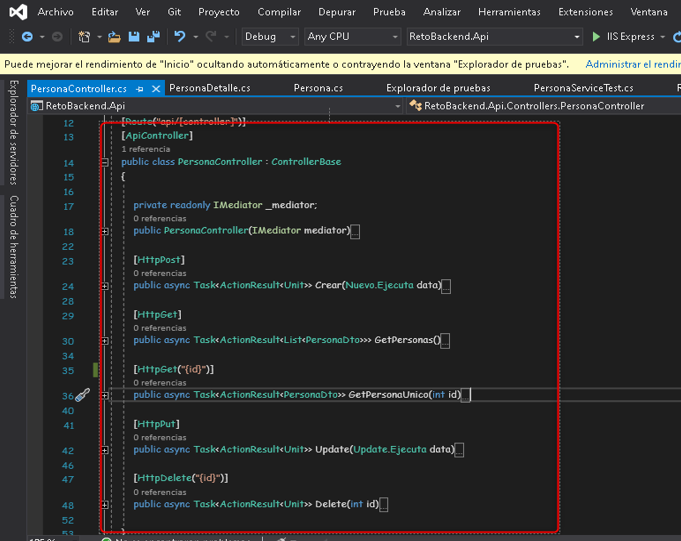 Archivo Editar Ver Git Proyecto Compilar Depurar Prueba Analizar Herramientas Extensiones Ventana
Debug Any CPU RetoBackend.Api IIS Express
Puede mejorar el rendimiento de "Inicio" ocultando automáticamente o contrayendo la ventana "Explorador de pruebas". Administrar el rendi
Explorador de servidores
Cuadro de herramientas
PersonaController.cs PersonaDetalle.cs Persona.cs Explorador de pruebas PersonaServiceTest.cs
RetoBackend.Api RetoBackend.Api.Controllers.PersonaController
12 [Route("api/[controller]")]
13 [ApiController]
1 referencia
14 public class PersonaController : ControllerBase
15 {
16
17 private readonly IMediator _mediator;
0 referencias
18 public PersonaController(IMediator mediator)...
22
23 [HttpPost]
0 referencias
24 public async Task<ActionResult<Unit>> Crear(Nuevo.Ejecuta data)...
28
29 [HttpGet]
0 referencias
30 public async Task<ActionResult<List<PersonaDto>>> GetPersonas()...
34
35 [HttpGet("{id}")]
0 referencias
36 public async Task<ActionResult<PersonaDto>> GetPersonaUnico(int id)...
40
41 [HttpPut]
0 referencias
42 public async Task<ActionResult<Unit>> Update(Update.Ejecuta data)...
46
47 [HttpDelete("{id}")]
0 referencias
48 public async Task<ActionResult<Unit>> Delete(int id)...
52
53 }